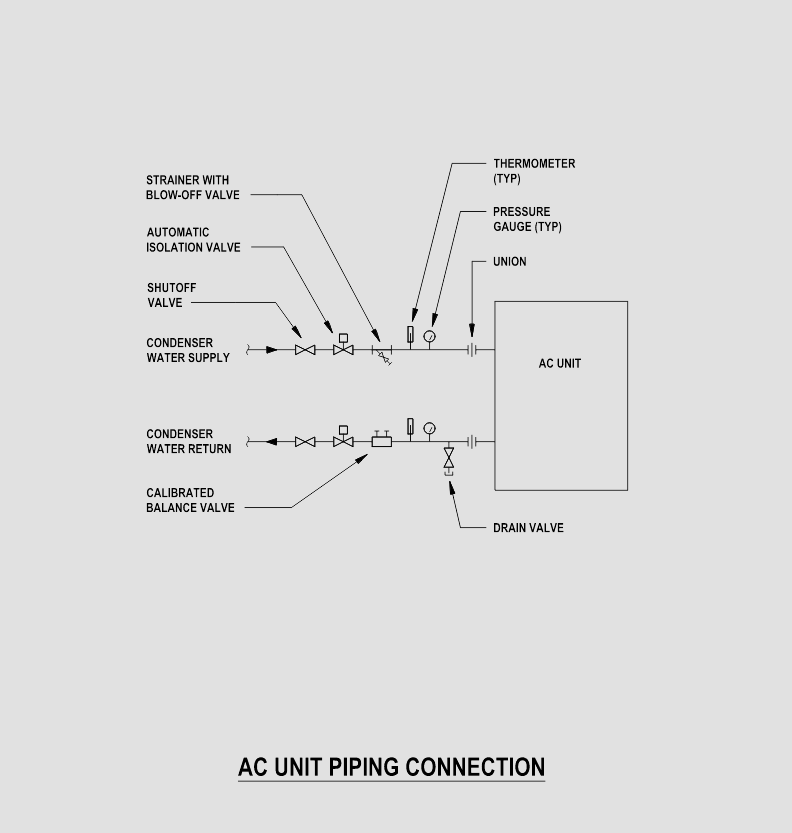 THERMOMETER
(TYP)
STRAINER WITH
BLOW-OFF VALVE
PRESSURE
GAUGE (TYP)
AUTOMATIC
ISOLATION VALVE
UNION
SHUTOFF
VALVE
CONDENSER
WATER SUPPLY
AC UNIT
CONDENSER
WATER RETURN
CALIBRATED
BALANCE VALVE
DRAIN VALVE
AC UNIT PIPING CONNECTION